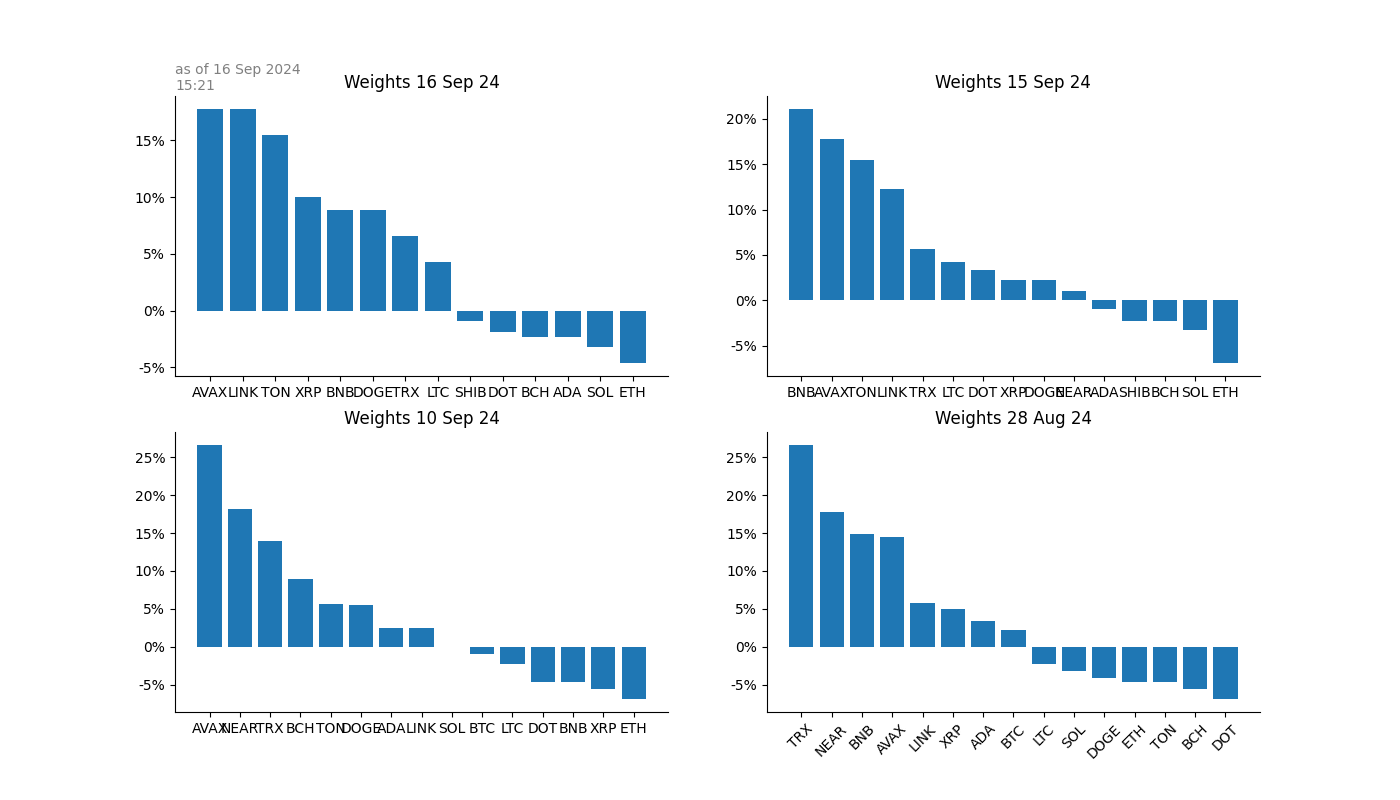 as of 16 Sep 2024
15:21
Weights 16 Sep 24
15%
10%
5%
0%
-5%
AVAX LINK TON XRP BNB DOGE TRX LTC SHIB DOT BCH ADA SOL ETH
Weights 15 Sep 24
20%
15%
10%
5%
0%
-5%
BNB AVAX TON LINK TRX LTC DOT XRP DOGE NEAR ADA SHIB BCH SOL ETH
Weights 10 Sep 24
25%
20%
15%
10%
5%
0%
-5%
AVAX NEAR TRX BCH TON DOGE ADA LINK SOL BTC LTC DOT BNB XRP ETH
Weights 28 Aug 24
25%
20%
15%
10%
5%
0%
-5%
TRX NEAR BNB AVAX LINK XRP ADA BTC LTC SOL DOGE ETH TON BCH DOT